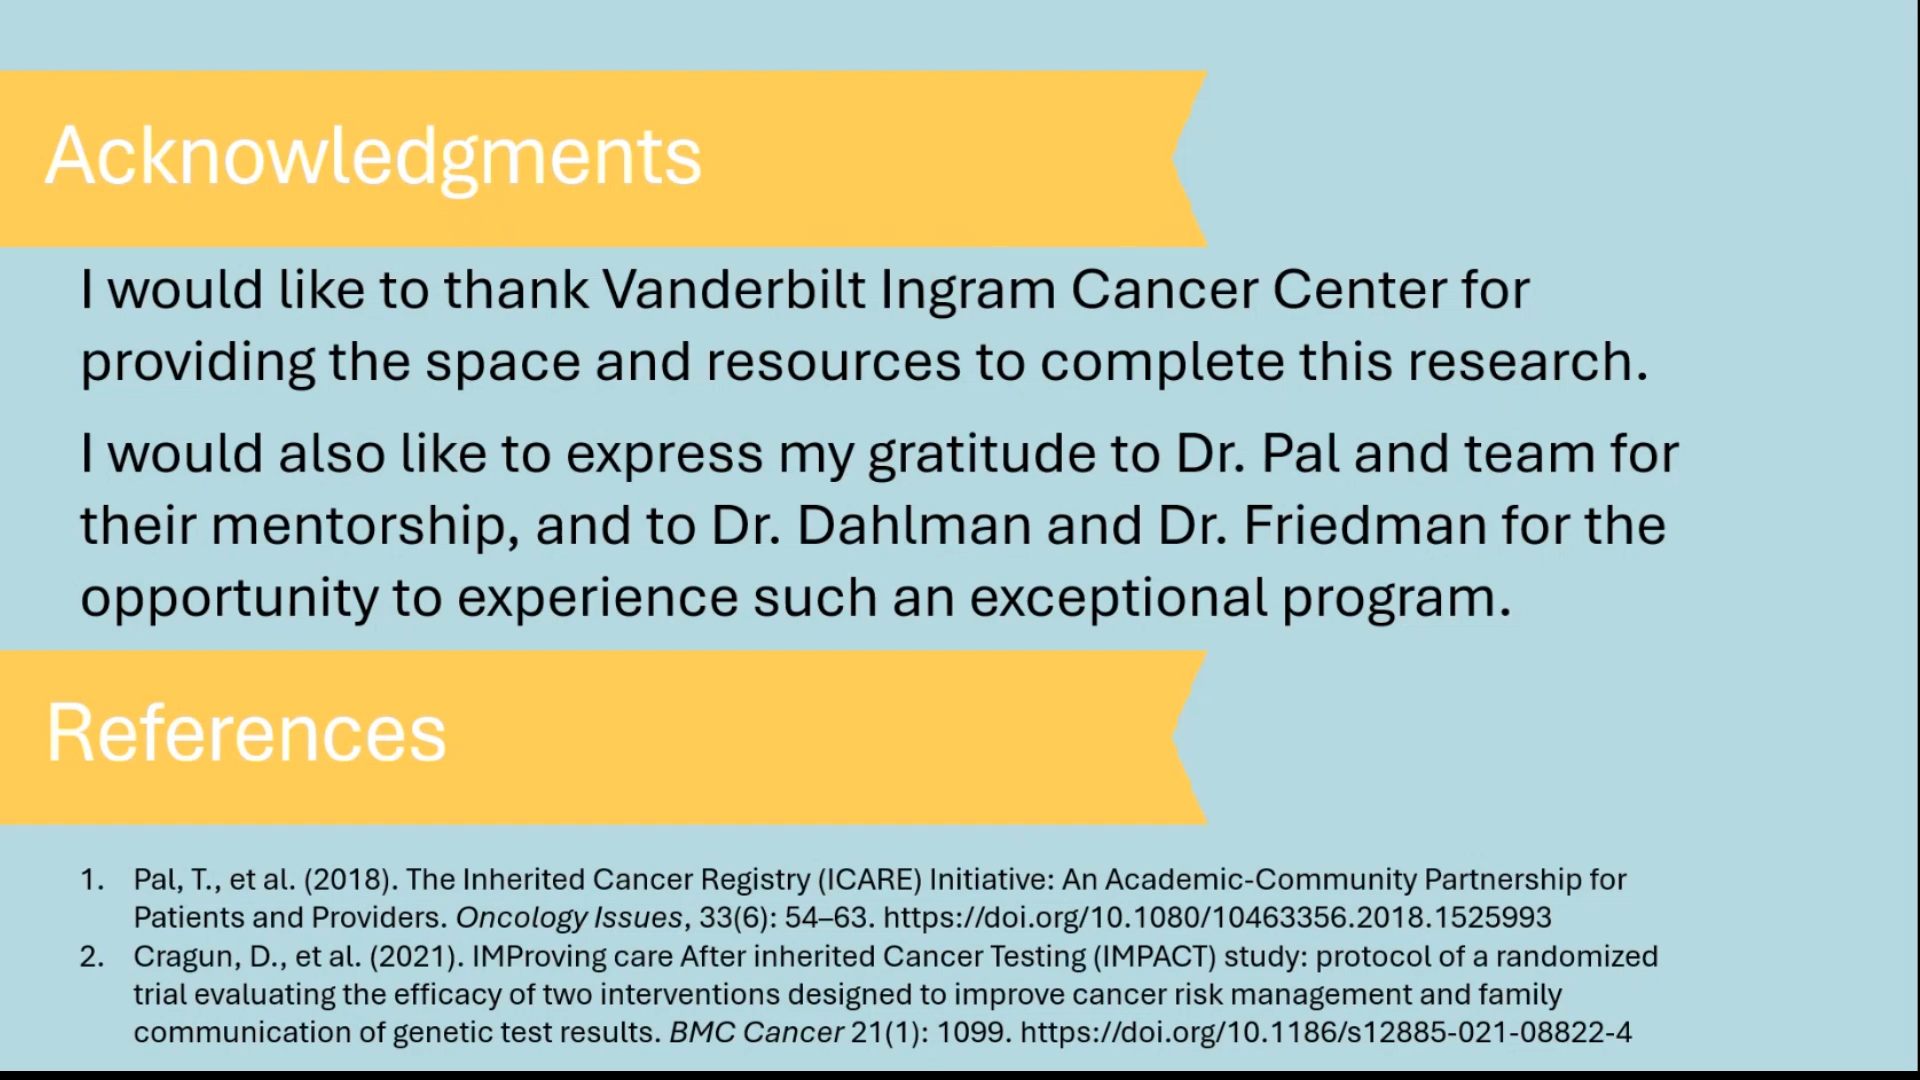 Acknowledgments
I would like to thank Vanderbilt Ingram Cancer Center for
providing the space and resources to complete this research.
I would also like to express my gratitude to Dr. Pal and team for
their mentorship, and to Dr. Dahlman and Dr. Friedman for the
opportunity to experience such an exceptional program.
References
1. Pal, T., et al. (2018). The Inherited Cancer Registry (ICARE) Initiative: An Academic-Community Partnership for
Patients and Providers. Oncology Issues, 33(6): 54–63. https://doi.org/10.1080/10463356.2018.1525993
2. Cragun, D., et al. (2021). IMProving care After inherited Cancer Testing (IMPACT) study: protocol of a randomized
trial evaluating the efficacy of two interventions designed to improve cancer risk management and family
communication of genetic test results. BMC Cancer 21(1): 1099. https://doi.org/10.1186/s12885-021-08822-4